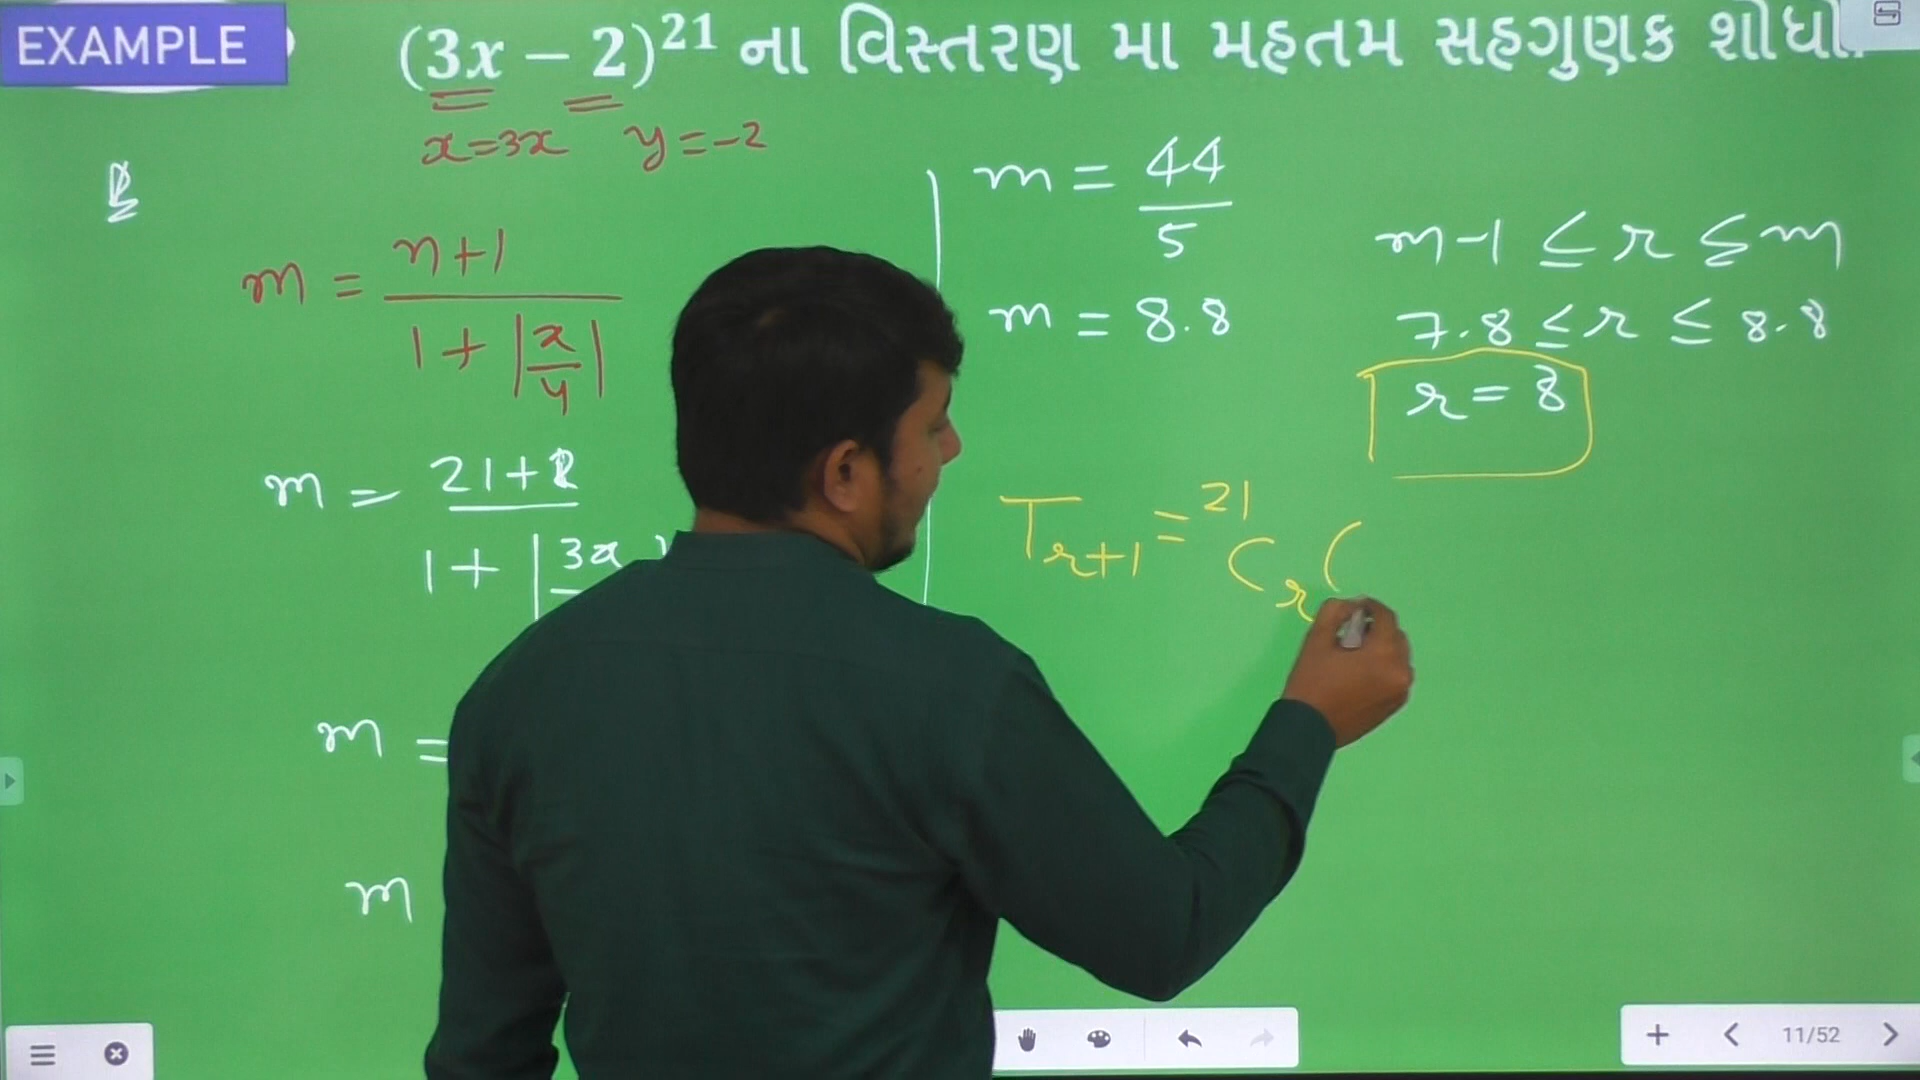 EXAMPLE
(3x − 2)²¹ ના વિસ્તરણ મા મહતમ સહગુણક શોધો.
x=3x y=-2
m = n+1 / 1+|x/y|
m = 21+1 / 1+|3x
m =
m
m = 44/5
m = 8.8
m-1 ≤ r ≤ m
7.8 ≤ r ≤ 8.8
r = 8
Tr+1 = ²¹Cr (
11/52